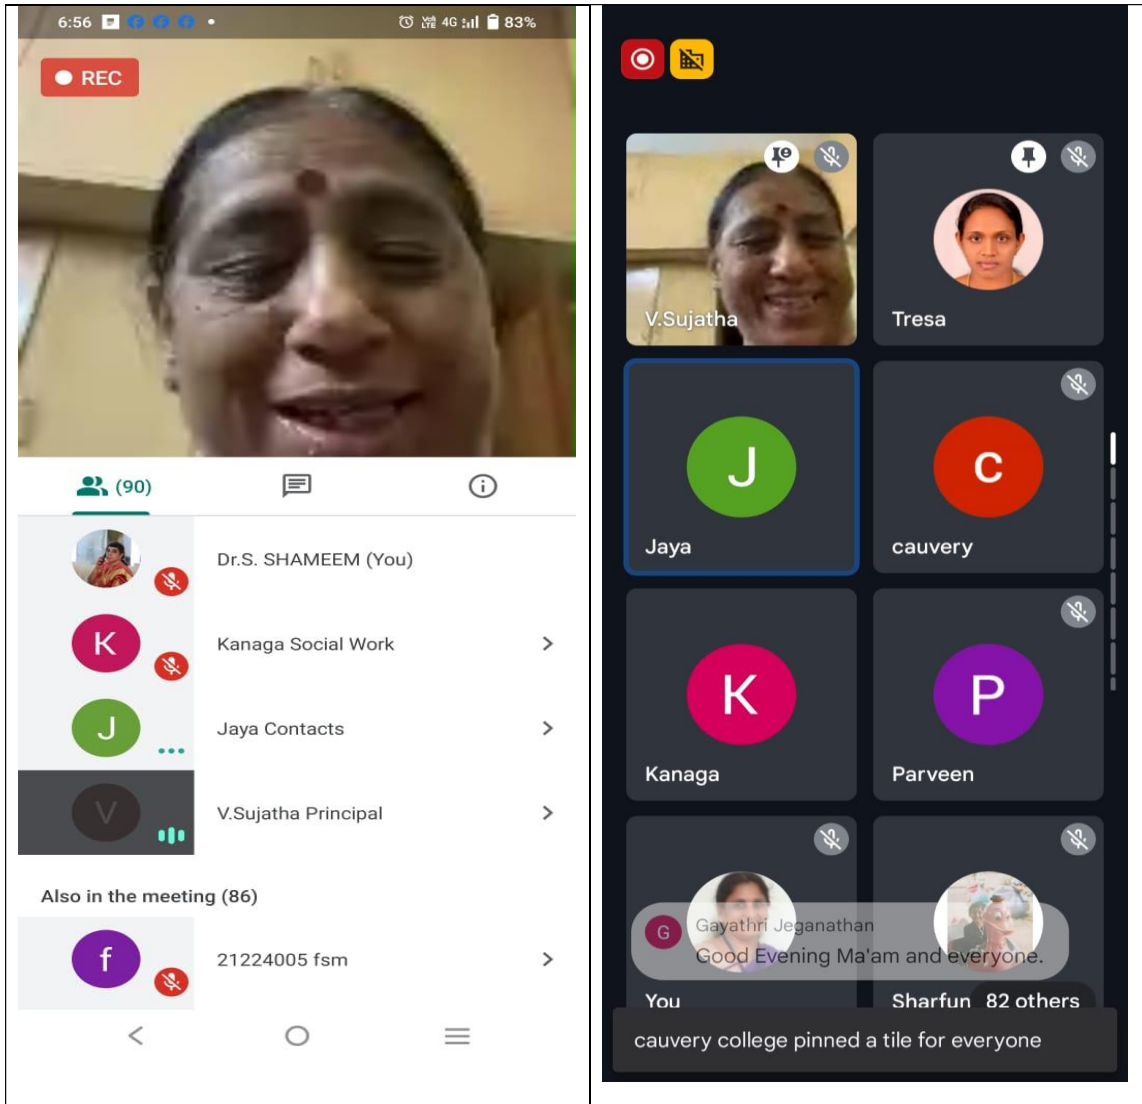 6:56
VoLTE 4G 83%
REC
(90)
Dr.S. SHAMEEM (You)
K
Kanaga Social Work
J
Jaya Contacts
V
V.Sujatha Principal
Also in the meeting (86)
f
21224005 fsm
V.Sujatha
Tresa
J
Jaya
c
cauvery
K
Kanaga
P
Parveen
G
Gayathri Jeganathan
Good Evening Ma'am and everyone.
You
Sharfun
82 others
cauvery college pinned a tile for everyone